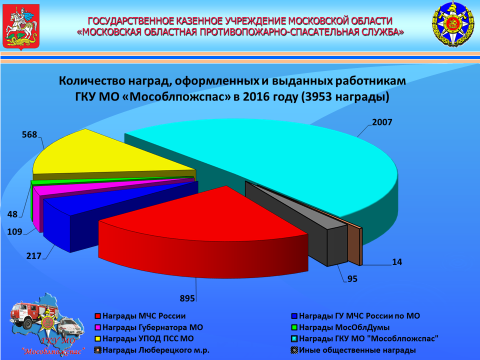 ГОСУДАРСТВЕННОЕ КАЗЕННОЕ УЧРЕЖДЕНИЕ МОСКОВСКОЙ ОБЛАСТИ
«МОСКОВСКАЯ ОБЛАСТНАЯ ПРОТИВОПОЖАРНО-СПАСАТЕЛЬНАЯ СЛУЖБА»
Количество наград, оформленных и выданных работникам
ГКУ МО «Мособлпожспас» в 2016 году (3953 награды)
2007
568
48
109
217
895
95
14
Награды МЧС России
Награды ГУ МЧС России по МО
Награды Губернатора МО
Награды МосОблДумы
Награды УПОД ПСС МО
Награды ГКУ МО "Мособлпожспас"
Награды Люберецкого м.р.
Иные общественные награды